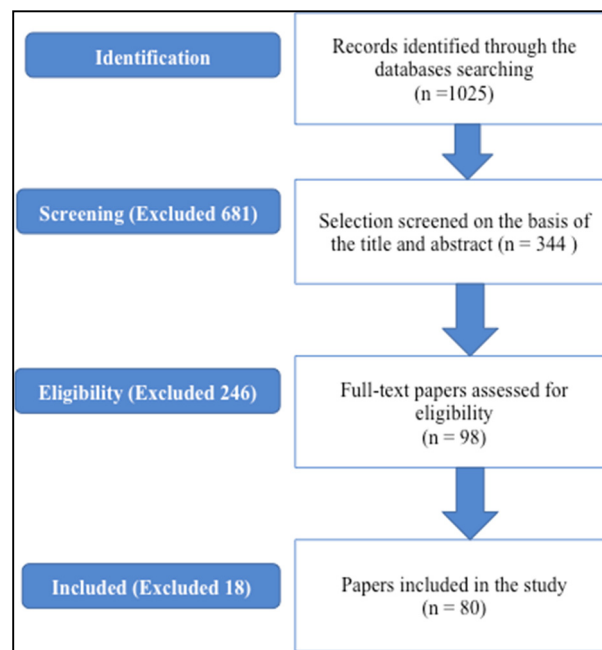 Identification
Records identified through the
databases searching
(n =1025)
Screening (Excluded 681)
Selection screened on the basis of
the title and abstract (n = 344 )
Eligibility (Excluded 246)
Full-text papers assessed for
eligibility
(n = 98)
Included (Excluded 18)
Papers included in the study
(n = 80)